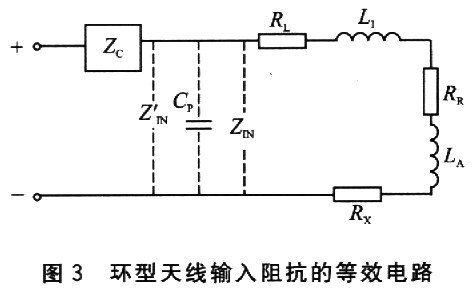 R_L L_1
+ Z_C
Z'_IN C_P Z_IN R_R
L_A
− R_X
图 3 环型天线输入阻抗的等效电路